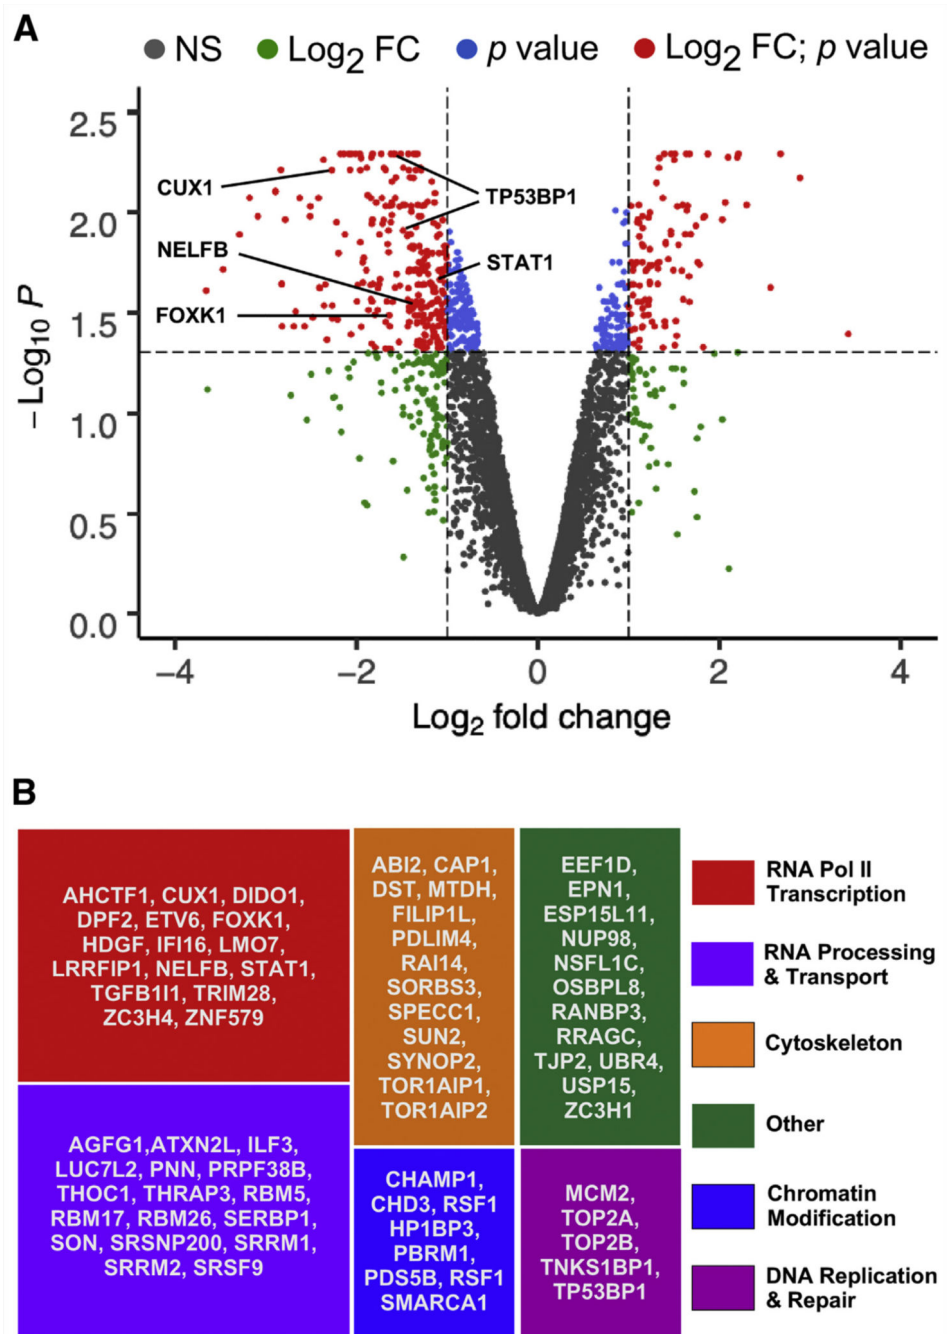 A
NS Log2 FC p value Log2 FC; p value
2.5
2.0
1.5
1.0
0.5
0.0
–Log10 P
CUX1
TP53BP1
NELFB
STAT1
FOXK1
−4 −2 0 2 4
Log2 fold change
B
AHCTF1, CUX1, DIDO1,
DPF2, ETV6, FOXK1,
HDGF, IFI16, LMO7,
LRRFIP1, NELFB, STAT1,
TGFB1I1, TRIM28,
ZC3H4, ZNF579
AGFG1,ATXN2L, ILF3,
LUC7L2, PNN, PRPF38B,
THOC1, THRAP3, RBM5,
RBM17, RBM26, SERBP1,
SON, SRSNP200, SRRM1,
SRRM2, SRSF9
ABI2, CAP1,
DST, MTDH,
FILIP1L,
PDLIM4,
RAI14,
SORBS3,
SPECC1,
SUN2,
SYNOP2,
TOR1AIP1,
TOR1AIP2
CHAMP1,
CHD3, RSF1
HP1BP3,
PBRM1,
PDS5B, RSF1
SMARCA1
EEF1D,
EPN1,
ESP15L11,
NUP98,
NSFL1C,
OSBPL8,
RANBP3,
RRAGC,
TJP2, UBR4,
USP15,
ZC3H1
MCM2,
TOP2A,
TOP2B,
TNKS1BP1,
TP53BP1
RNA Pol II
Transcription
RNA Processing
& Transport
Cytoskeleton
Other
Chromatin
Modification
DNA Replication
& Repair